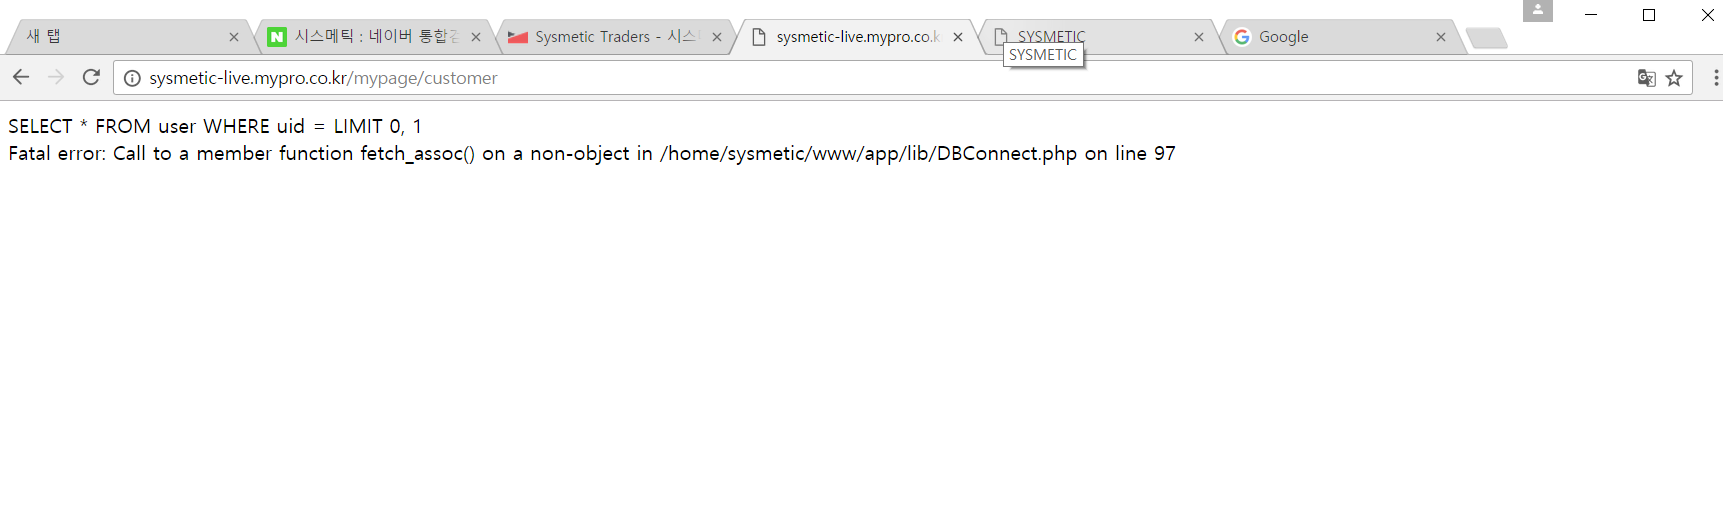 새 탭
시스메틱 : 네이버 통합검
Sysmetic Traders - 시스
sysmetic-live.mypro.co.k
SYSMETIC
Google
SYSMETIC
sysmetic-live.mypro.co.kr/mypage/customer
SELECT * FROM user WHERE uid = LIMIT 0, 1
Fatal error: Call to a member function fetch_assoc() on a non-object in /home/sysmetic/www/app/lib/DBConnect.php on line 97